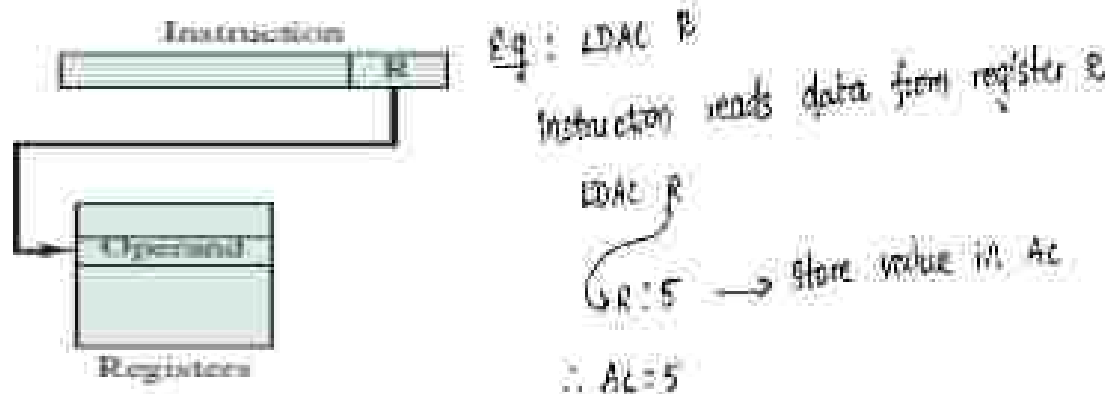 Instruction
R
Operand
Registers
Eg : LDAC R
Instruction reads data from register R
LDAC R
R : 5 → store value in AC
∴ AC = 5